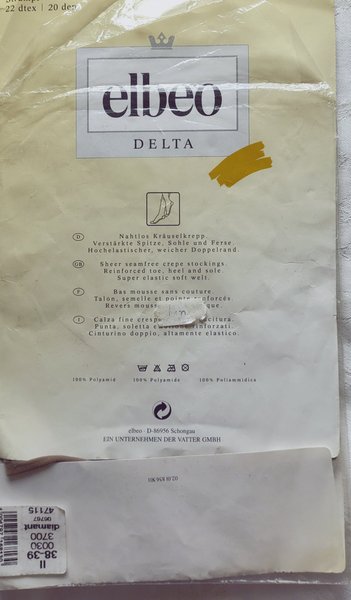 22 dtex | 20 den
elbeo
DELTA
D Nahtlos Kräuselkrepp.
Verstärkte Spitze, Sohle und Ferse.
Hochelastischer, weicher Doppelrand.
GB Sheer seamfree crepe stockings.
Reinforced toe, heel and sole.
Super elastic soft welt.
F Bas mousse sans couture.
Talon, semelle et pointe renforcés.
Revers
I Calza fine
Punta, soletta rinforzati.
Cinturino doppio, altamente elastico.
100% Polyamid 100% Polyamide 100% Poliammidica
elbeo · D-86956 Schongau
EIN UNTERNEHMEN DER VATTER GMBH
II
38-39
0030
3700
diamant
06767
47115